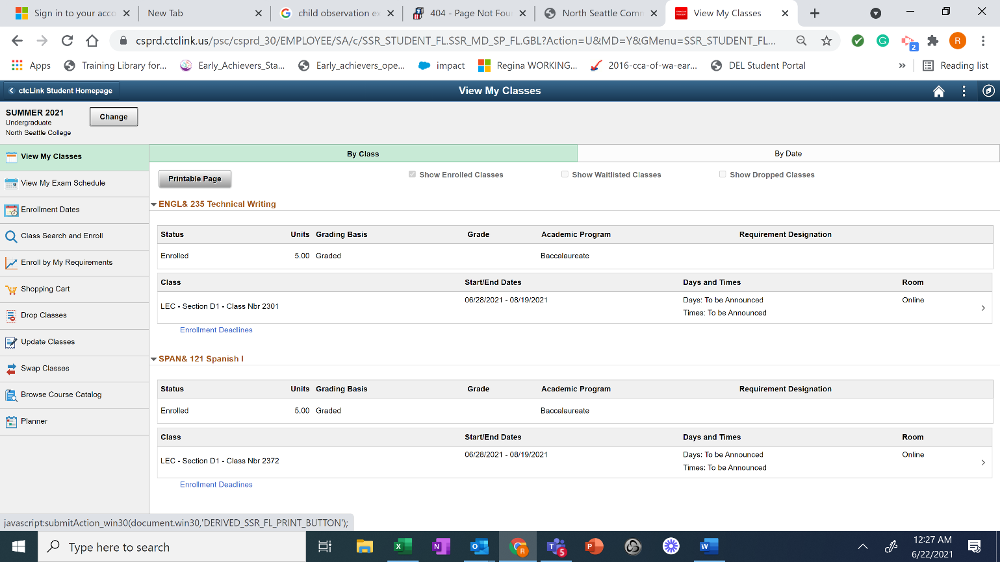 Sign in to your acco
New Tab
child observation ex
404 - Page Not Fou
North Seattle Comm
View My Classes
csprd.ctclink.us/psc/csprd_30/EMPLOYEE/SA/c/SSR_STUDENT_FL.SSR_MD_SP_FL.GBL?Action=U&MD=Y&GMenu=SSR_STUDENT_FL...
2
R
Apps
Training Library for...
Early_Achievers_Sta...
Early_achievers_ope...
impact
Regina WORKING...
2016-cca-of-wa-ear...
DEL Student Portal
»
Reading list
ctcLink Student Homepage
View My Classes
SUMMER 2021
Undergraduate
North Seattle College
Change
View My Classes
View My Exam Schedule
Enrollment Dates
Class Search and Enroll
Enroll by My Requirements
Shopping Cart
Drop Classes
Update Classes
Swap Classes
Browse Course Catalog
Planner
By Class
By Date
Printable Page
Show Enrolled Classes
Show Waitlisted Classes
Show Dropped Classes
ENGL& 235 Technical Writing
Status Units Grading Basis Grade Academic Program Requirement Designation
Enrolled 5.00 Graded Baccalaureate
Class Start/End Dates Days and Times Room
LEC - Section D1 - Class Nbr 2301
06/28/2021 - 08/19/2021
Days: To be Announced
Times: To be Announced
Online
Enrollment Deadlines
SPAN& 121 Spanish I
Status Units Grading Basis Grade Academic Program Requirement Designation
Enrolled 5.00 Graded Baccalaureate
Class Start/End Dates Days and Times Room
LEC - Section D1 - Class Nbr 2372
06/28/2021 - 08/19/2021
Days: To be Announced
Times: To be Announced
Online
Enrollment Deadlines
javascript:submitAction_win30(document.win30,'DERIVED_SSR_FL_PRINT_BUTTON');
Type here to search
5
12:27 AM
6/22/2021